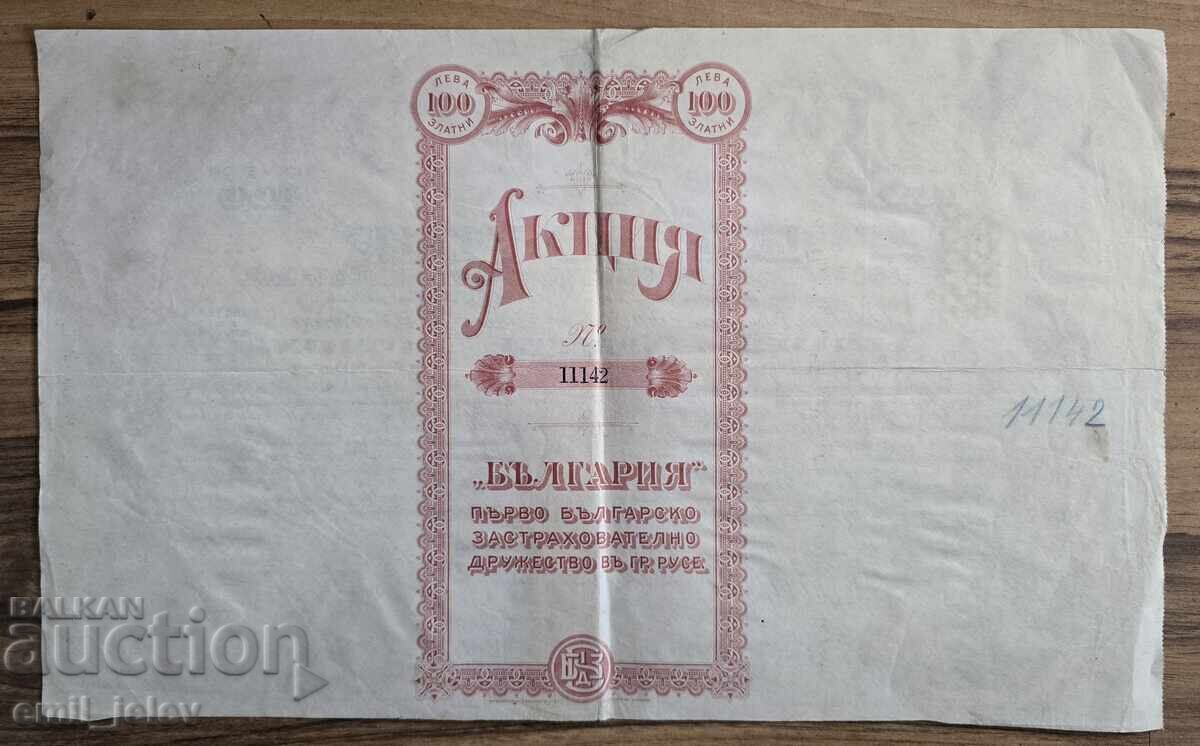 ЛЕВА
100
ЗЛАТНИ
ЛЕВА
100
ЗЛАТНИ
АКЦИЯ
№
11142
11142
„БЪЛГАРИЯ“
ПЪРВО БЪЛГАРСКО
ЗАСТРАХОВАТЕЛНО
ДРУЖЕСТВО ВЪ ГР. РУСЕ.
BALKAN
auction
emil_jelev